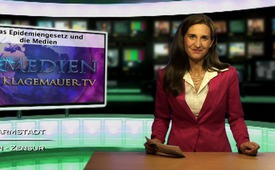 as Epidemiengesetz und
die Medien
MEDIEN
KLAGEMAUER.TV
ARMSTADT
N-ZENSUR